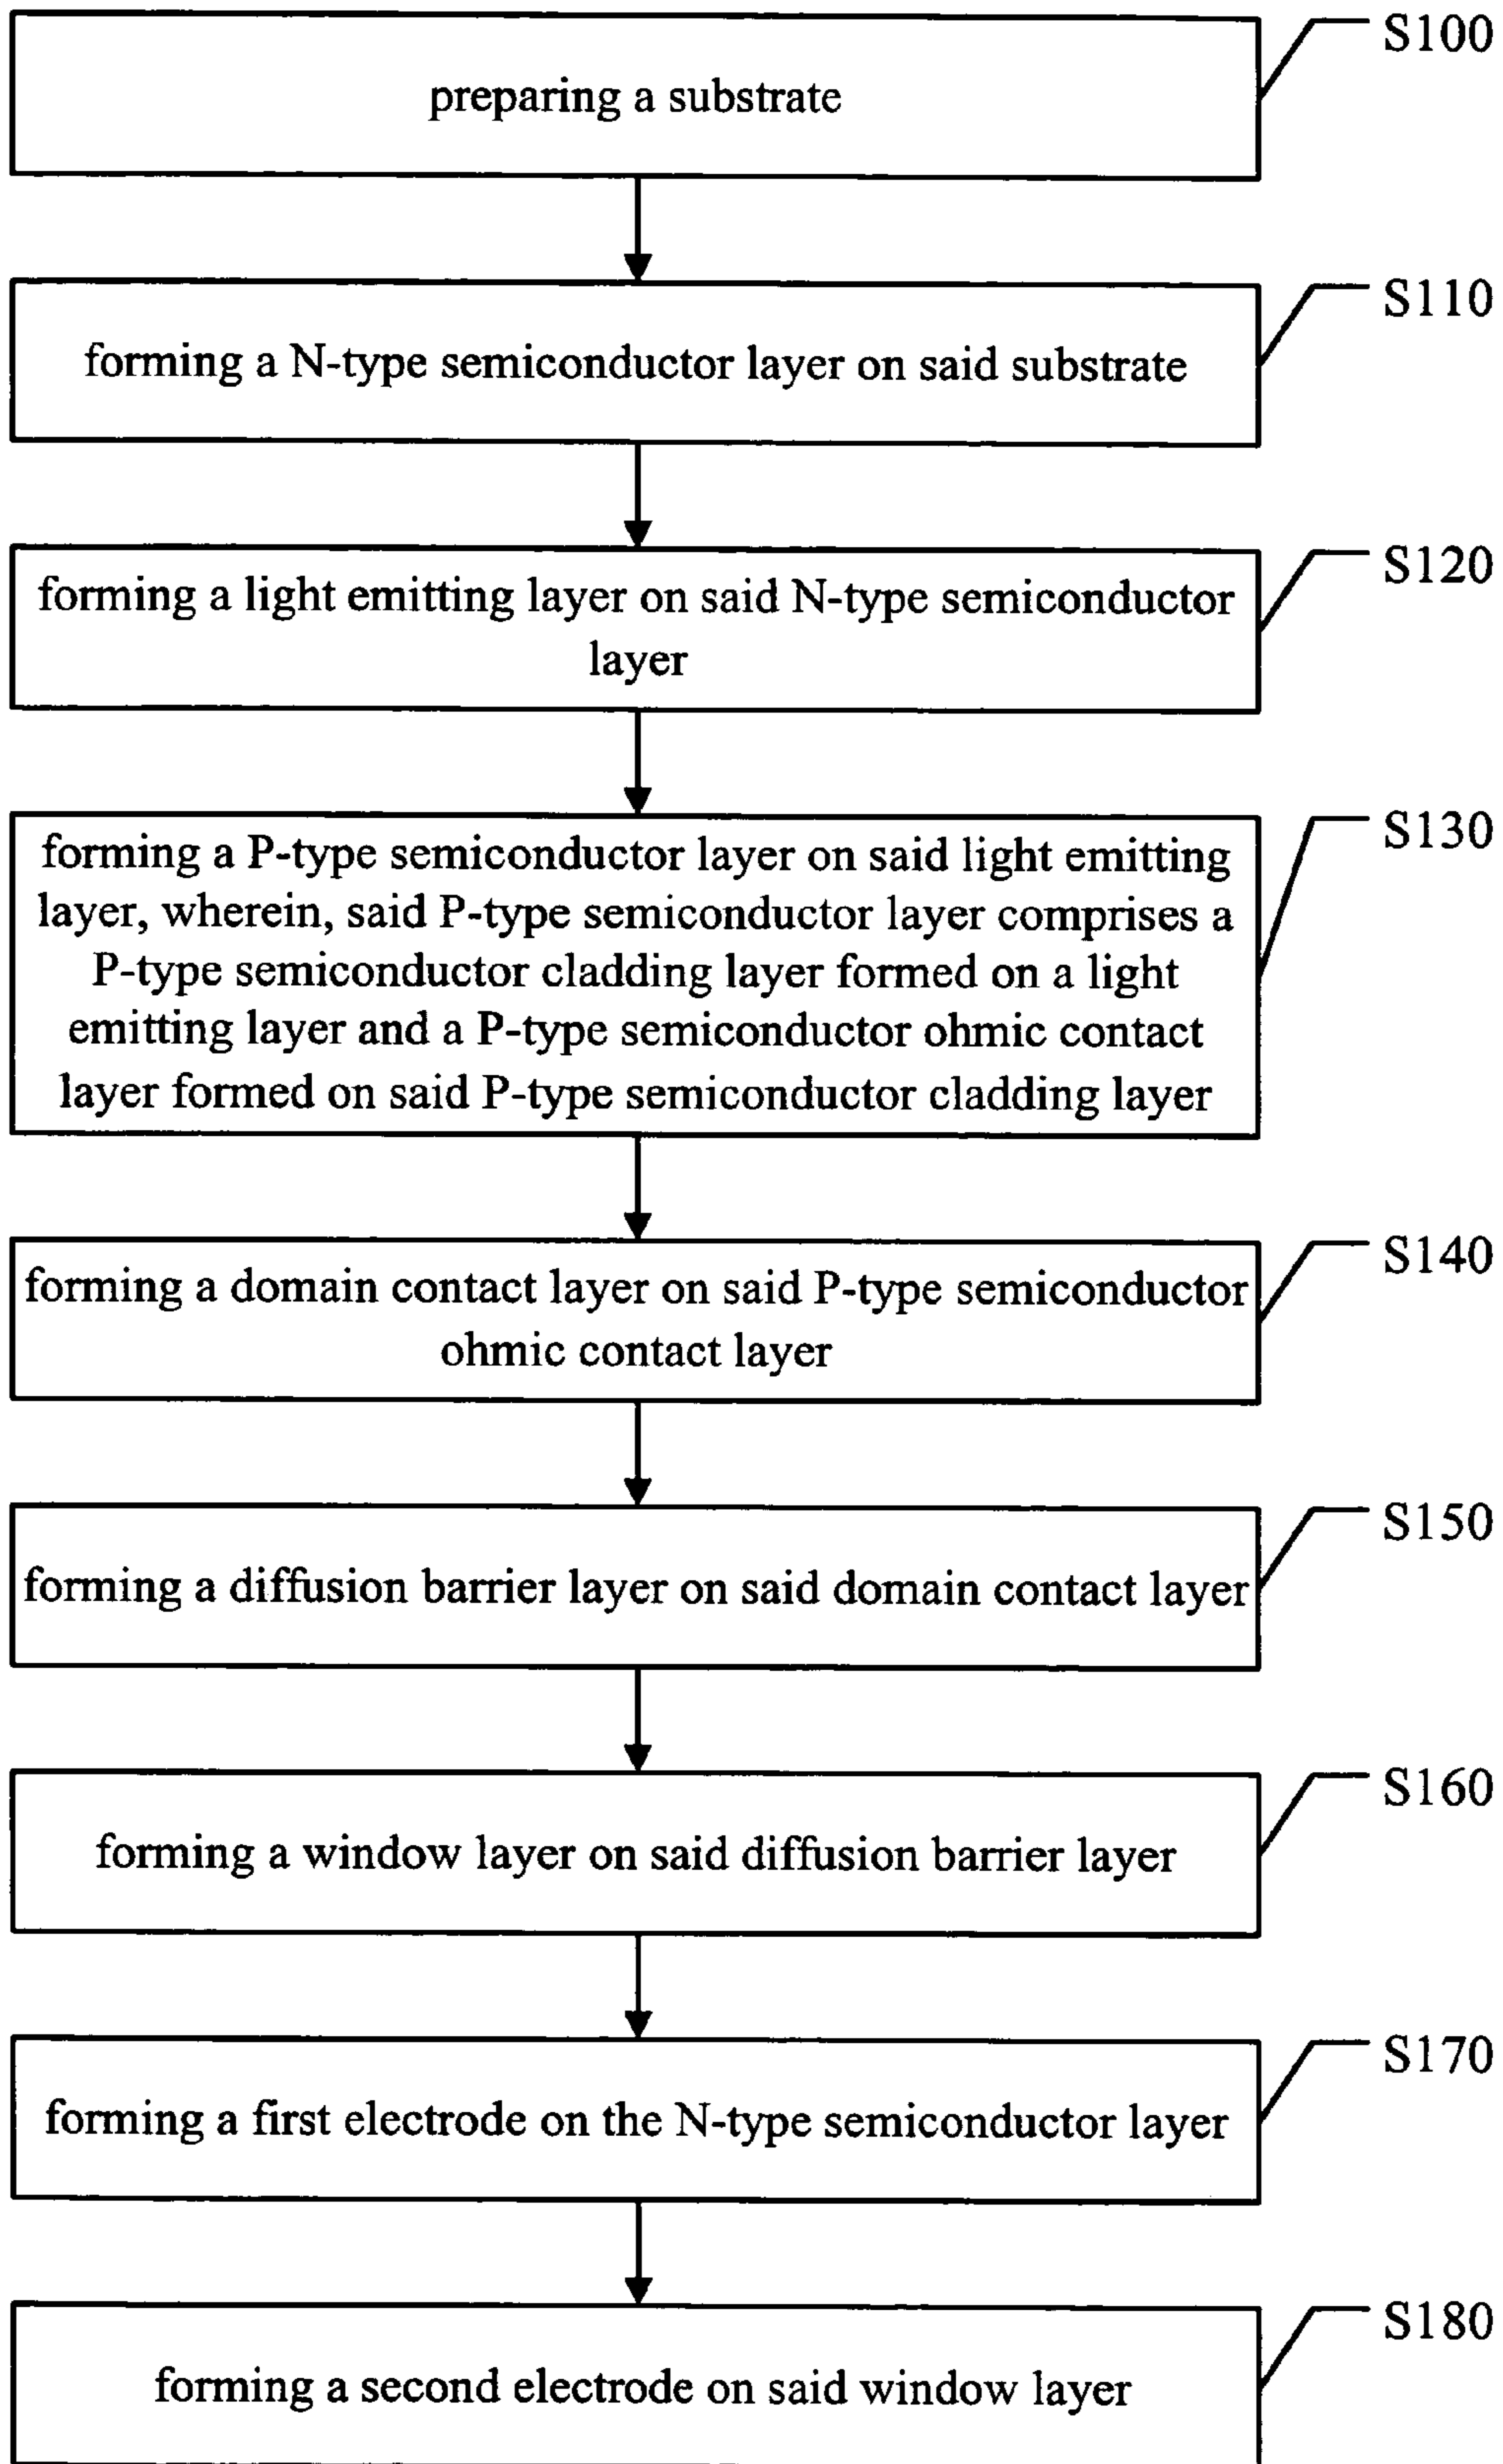 S100
preparing a substrate
S110
forming a N-type semiconductor layer on said substrate
S120
forming a light emitting layer on said N-type semiconductor
layer
S130
forming a P-type semiconductor layer on said light emitting
layer, wherein, said P-type semiconductor layer comprises a
P-type semiconductor cladding layer formed on a light
emitting layer and a P-type semiconductor ohmic contact
layer formed on said P-type semiconductor cladding layer
S140
forming a domain contact layer on said P-type semiconductor
ohmic contact layer
S150
forming a diffusion barrier layer on said domain contact layer
S160
forming a window layer on said diffusion barrier layer
S170
forming a first electrode on the N-type semiconductor layer
S180
forming a second electrode on said window layer